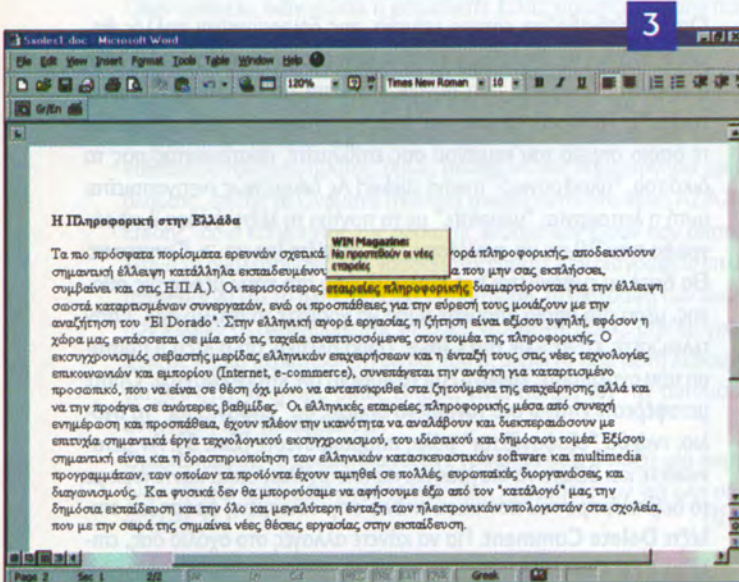 3
Sxolex1.doc - Microsoft Word
File Edit View Insert Format Tools Table Window Help
120% Times New Roman 10 B I U
Gr/En
Η Πληροφορική στην Ελλάδα
WIN Magazine:
Να προστεθούν οι νέες
εταιρείες
Τα πιο πρόσφατα πορίσματα ερευνών σχετικά γορά πληροφορικής, αποδεικνύουν
σημαντική έλλειψη κατάλληλα εκπαιδευμένου α που μην σας εκπλήσσει,
συμβαίνει και στις Η.Π.Α.). Οι περισσότερες εταιρείες πληροφορικής διαμαρτύρονται για την έλλειψη
σωστά καταρτισμένων συνεργατών, ενώ οι προσπάθειες για την εύρεσή τους μοιάζουν με την
αναζήτηση του "El Dorado". Στην ελληνική αγορά εργασίας η ζήτηση είναι εξίσου υψηλή, εφόσον η
χώρα μας εντάσσεται σε μία από τις ταχεία αναπτυσσόμενες στον τομέα της πληροφορικής. Ο
εκσυγχρονισμός σεβαστής μερίδας ελληνικών επιχειρήσεων και η ένταξή τους στις νέες τεχνολογίες
επικοινωνιών και εμπορίου (Internet, e-commerce), συνεπάγεται την ανάγκη για καταρτισμένο
προσωπικό, που να είναι σε θέση όχι μόνο να ανταποκριθεί στα ζητούμενα της επιχείρησης αλλά και
να την προάγει σε ανώτερες βαθμίδες. Οι ελληνικές εταιρείες πληροφορικής μέσα από συνεχή
ενημέρωση και προσπάθεια, έχουν πλέον την ικανότητα να αναλάβουν και διεκπεραιώσουν με
επιτυχία σημαντικά έργα τεχνολογικού εκσυγχρονισμού, του ιδιωτικού και δημόσιου τομέα. Εξίσου
σημαντική είναι και η δραστηριοποίηση των ελληνικών κατασκευαστικών software και multimedia
προγραμμάτων, των οποίων τα προϊόντα έχουν τιμηθεί σε πολλές, ευρωπαϊκές διοργανώσεις και
διαγωνισμούς. Και φυσικά δεν θα μπορούσαμε να αφήσουμε έξω από τον "κατάλογό" μας την
δημόσια εκπαίδευση και την όλο και μεγαλύτερη ένταξη των ηλεκτρονικών υπολογιστών στα σχολεία,
που με την σειρά της σημαίνει νέες θέσεις εργασίας στην εκπαίδευση.
Page 2 Sec 1 2/2 Greek